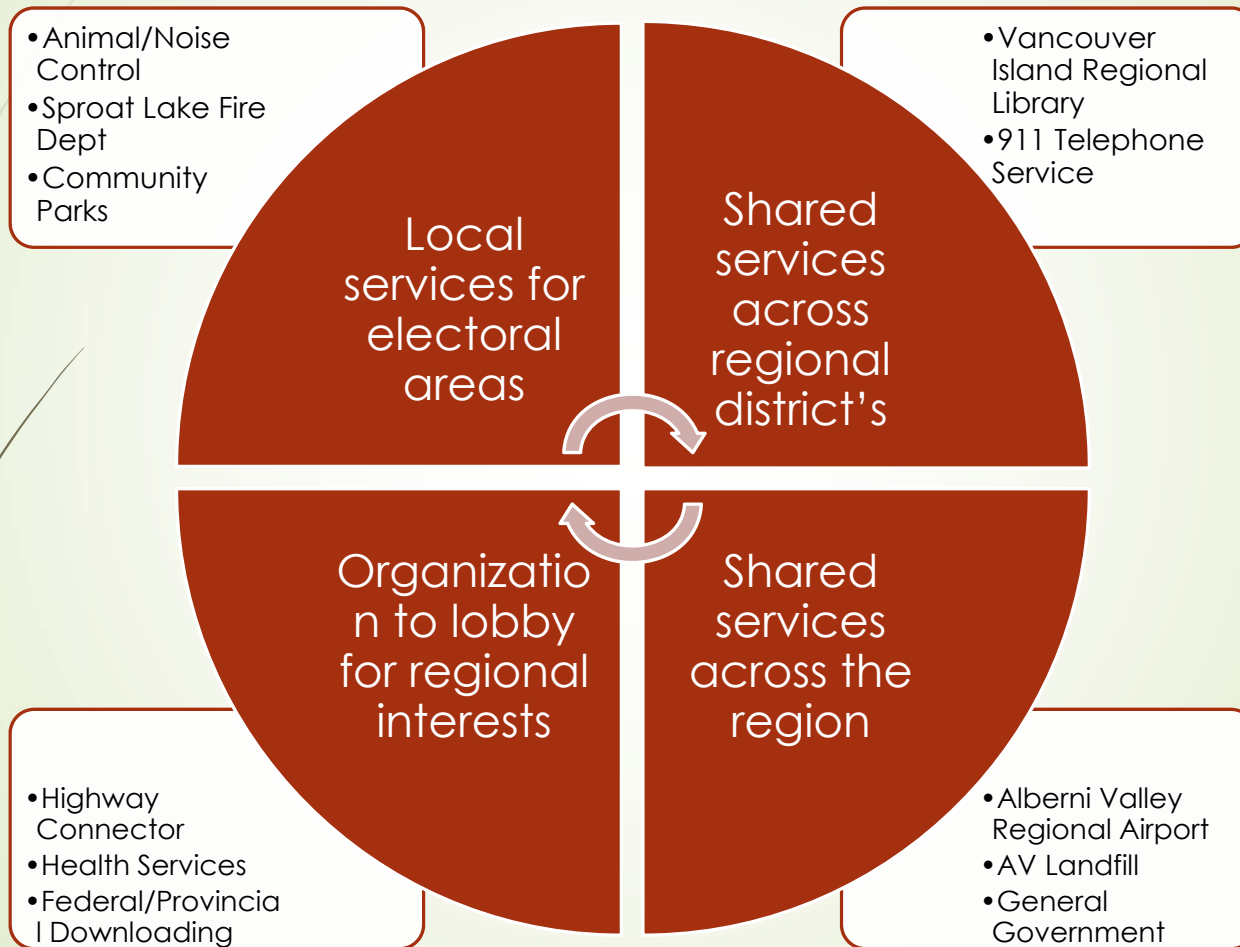 •Animal/Noise
Control
•Sproat Lake Fire
Dept
•Community
Parks
Local
services for
electoral
areas
•Vancouver
Island Regional
Library
•911 Telephone
Service
Shared
services
across
regional
district’s
Organizatio
n to lobby
for regional
interests
•Highway
Connector
•Health Services
•Federal/Provincia
l Downloading
Shared
services
across the
region
•Alberni Valley
Regional Airport
•AV Landfill
•General
Government